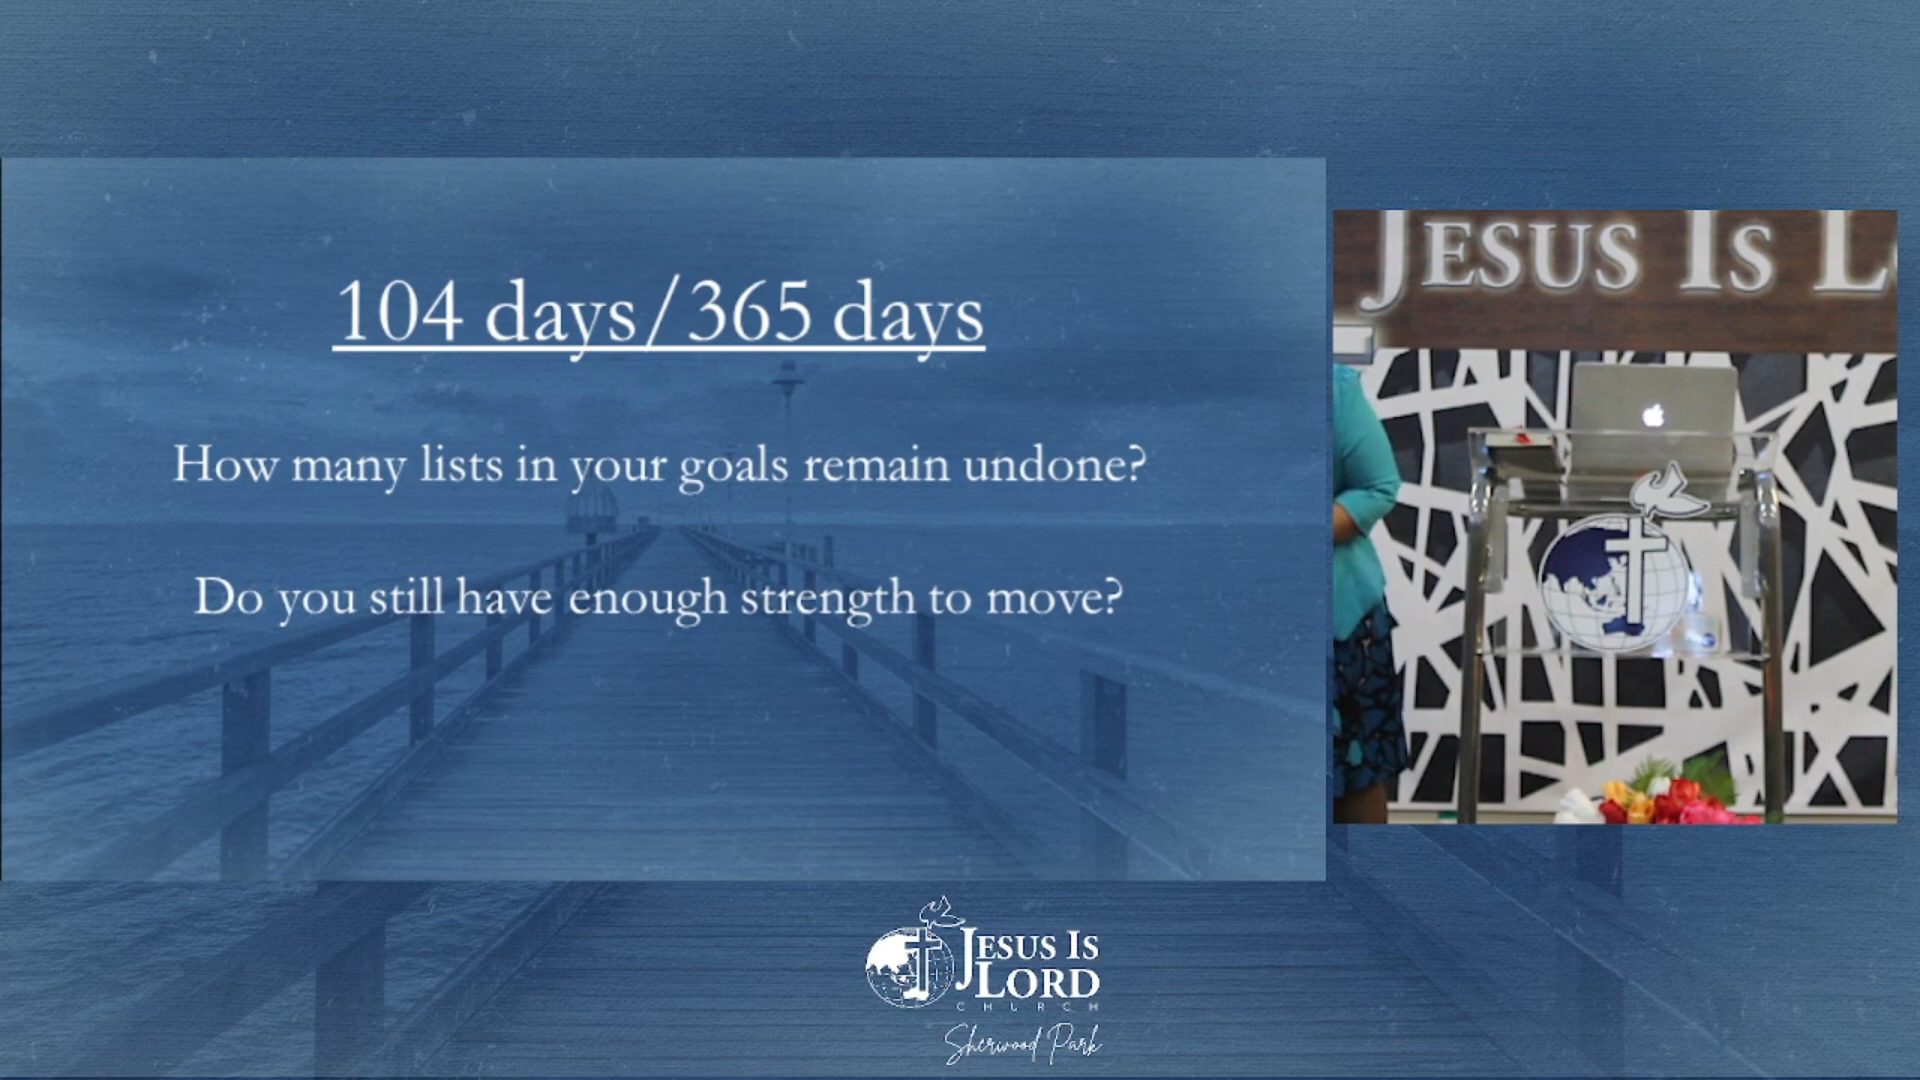 104 days/365 days
How many lists in your goals remain undone?
Do you still have enough strength to move?
JESUS IS L
JESUS IS
LORD
CHURCH
Sherwood Park